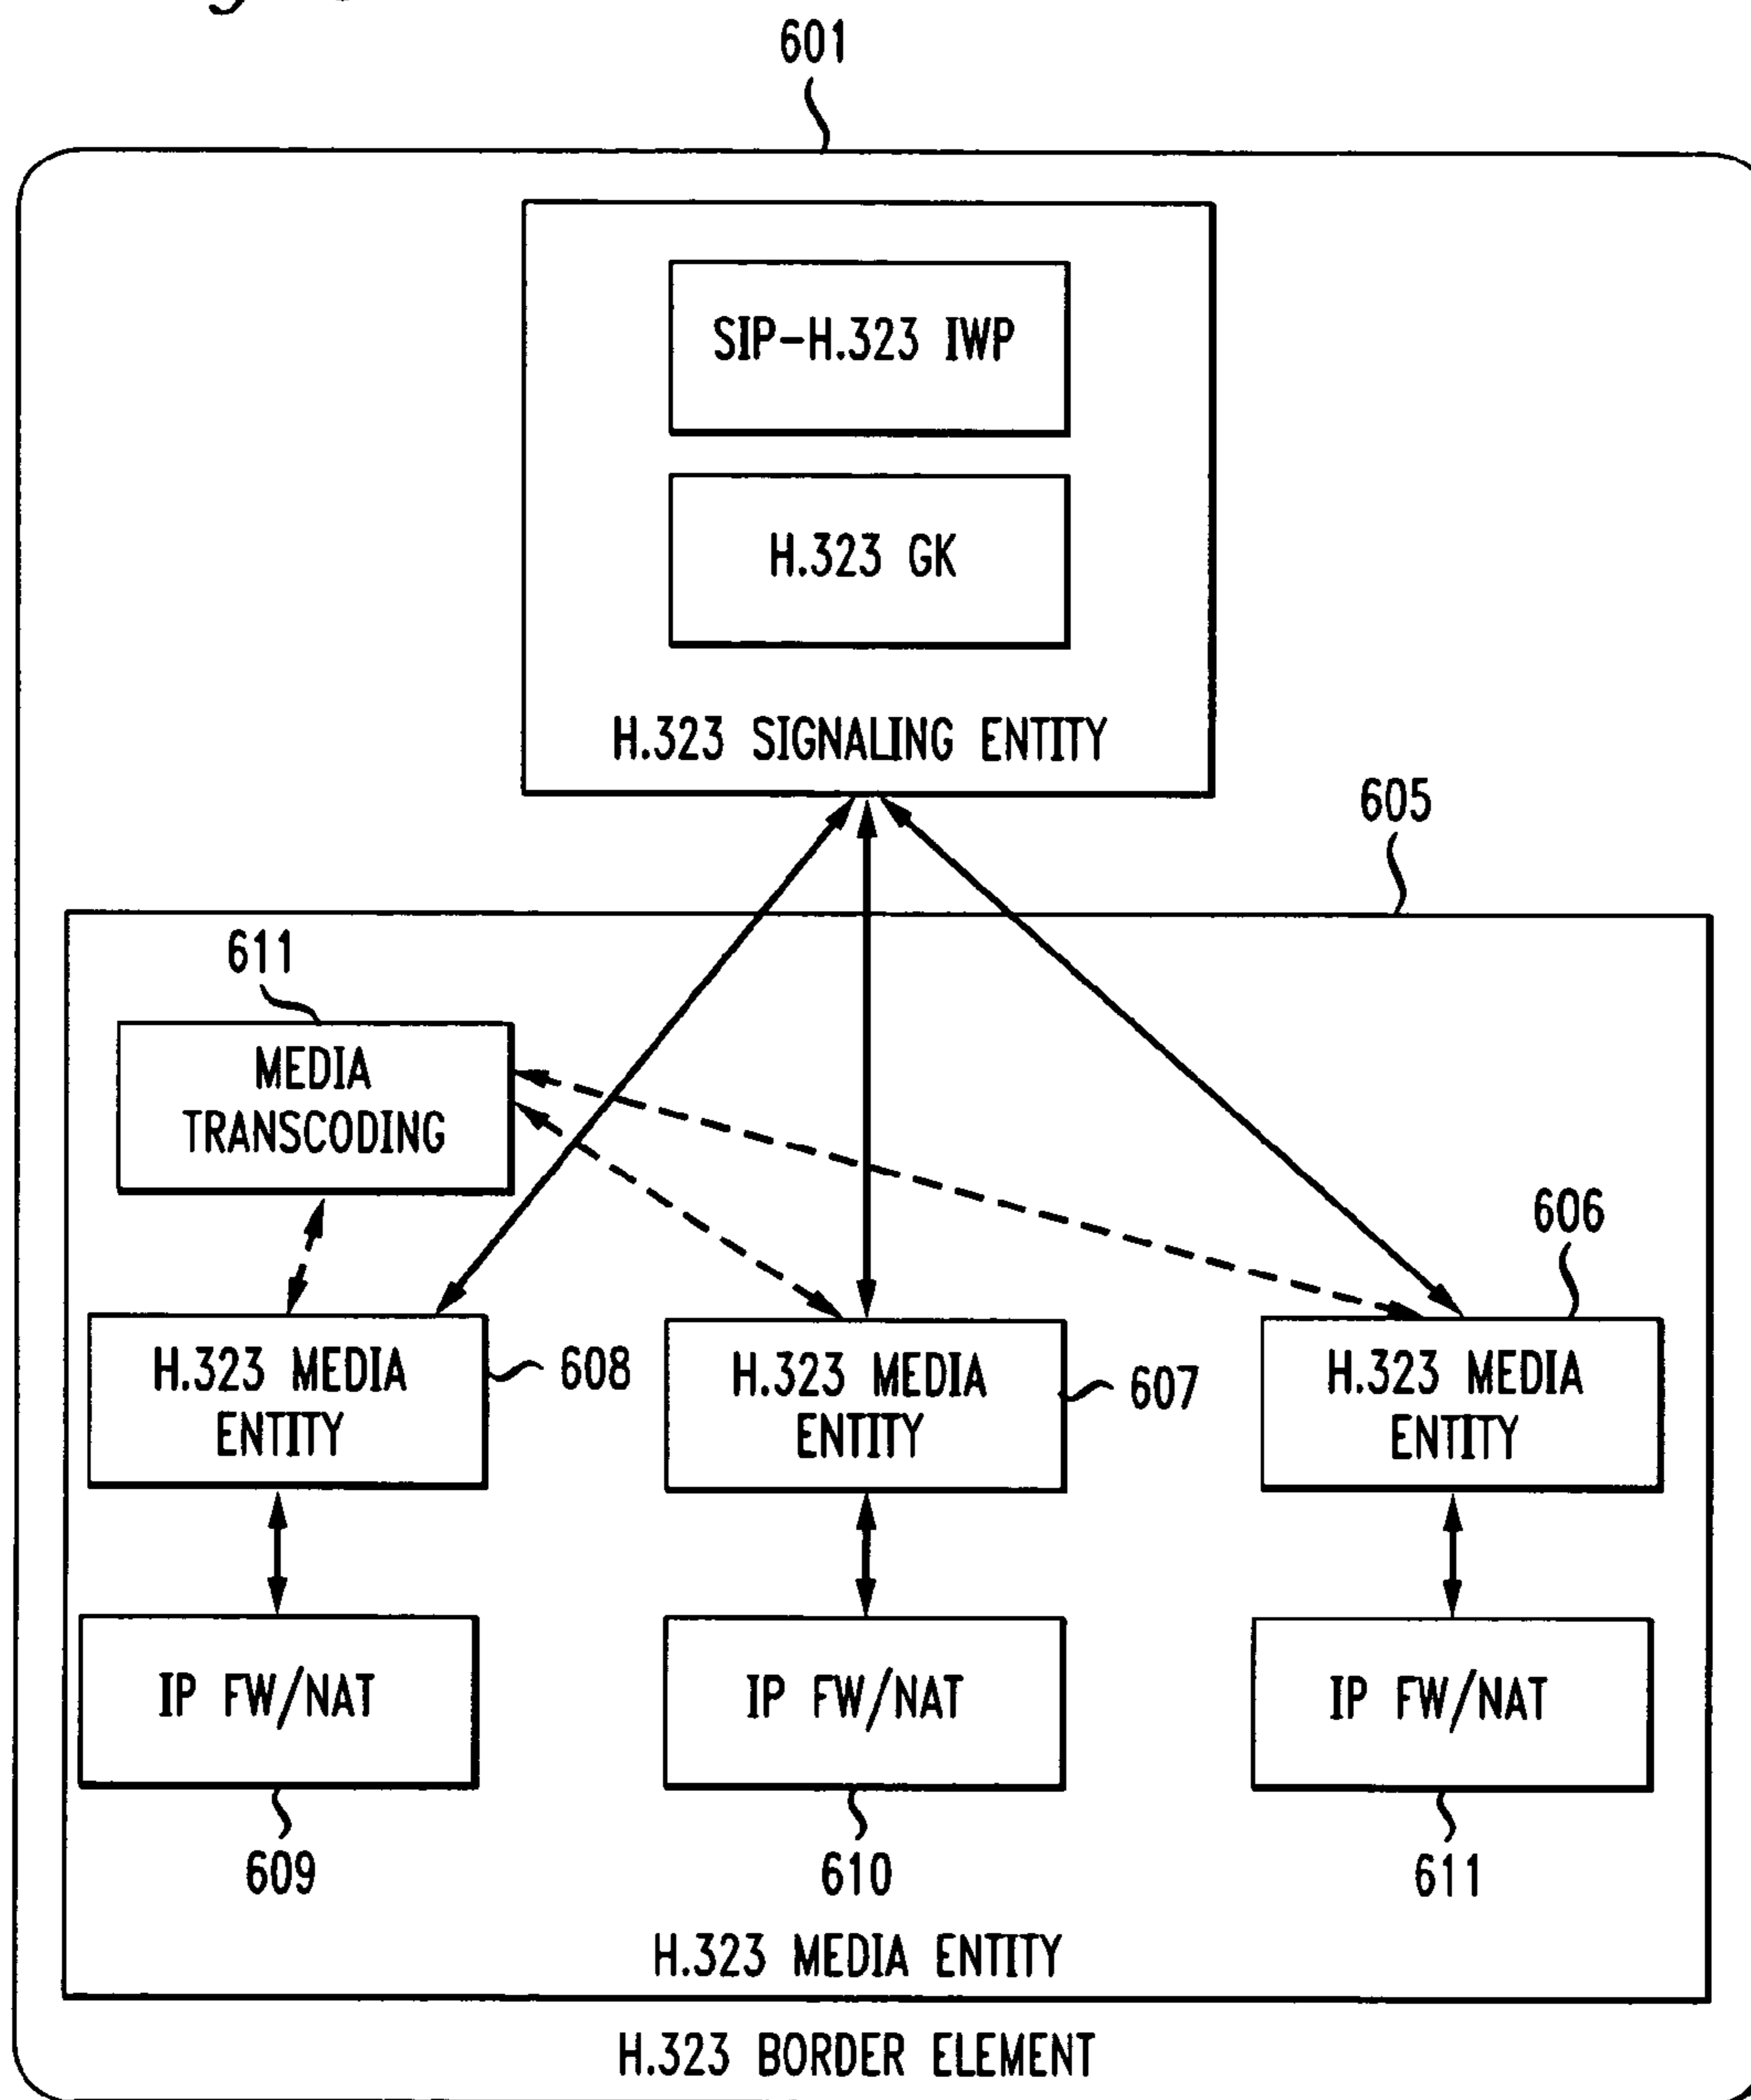 601
SIP-H.323 IWP
H.323 GK
H.323 SIGNALING ENTITY
605
611
MEDIA
TRANSCODING
606
H.323 MEDIA
ENTITY
608
H.323 MEDIA
ENTITY
607
H.323 MEDIA
ENTITY
IP FW/NAT
IP FW/NAT
IP FW/NAT
609
610
611
H.323 MEDIA ENTITY
H.323 BORDER ELEMENT